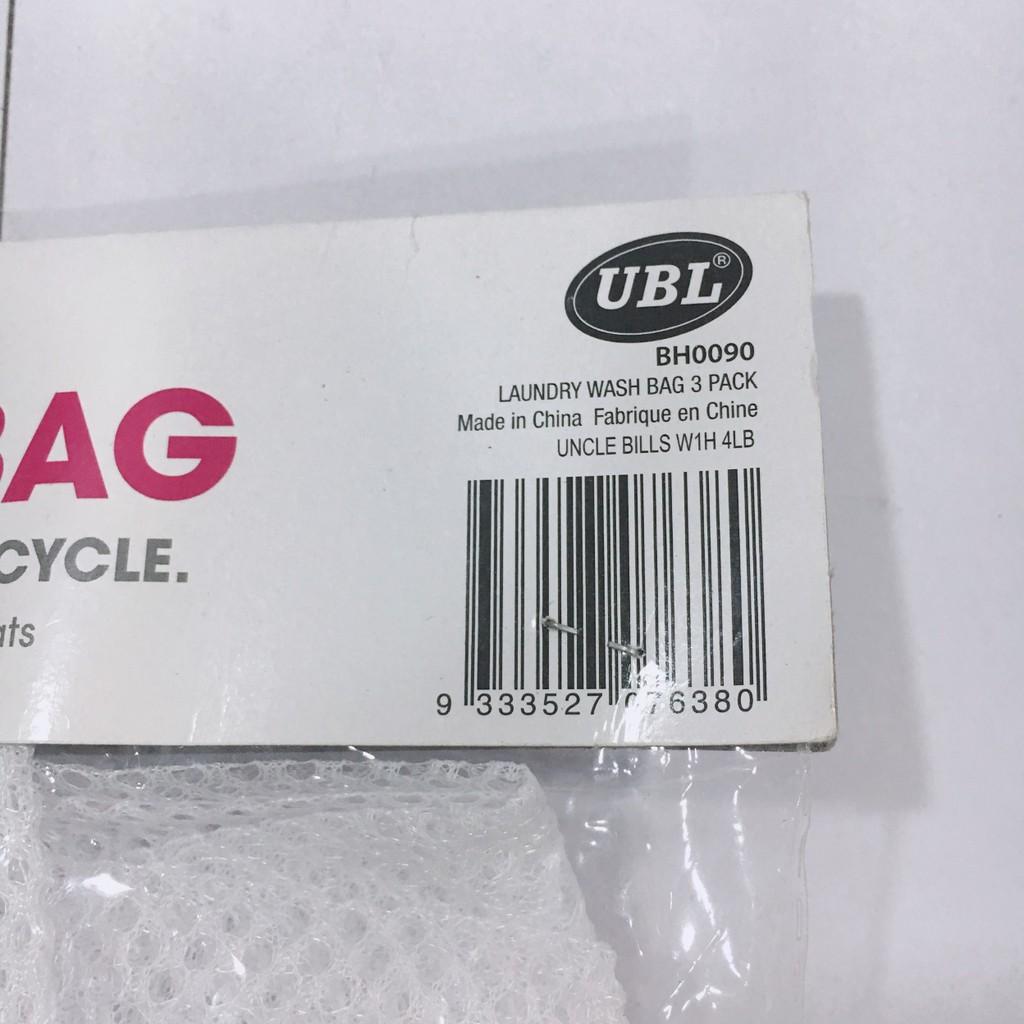 UBL®
BH0090
LAUNDRY WASH BAG 3 PACK
Made in China Fabrique en Chine
UNCLE BILLS W1H 4LB
BAG
CYCLE.
ats
9 333527 076380